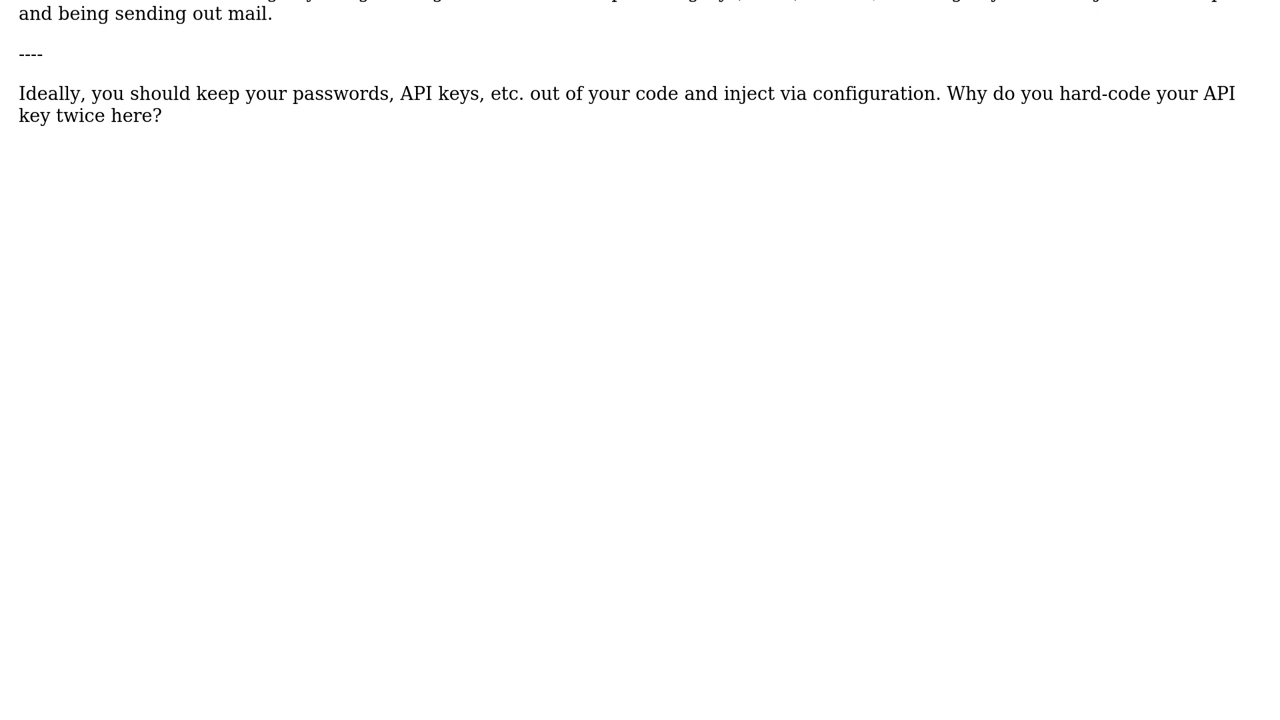 and being sending out mail.
----
Ideally, you should keep your passwords, API keys, etc. out of your code and inject via configuration. Why do you hard-code your API
key twice here?